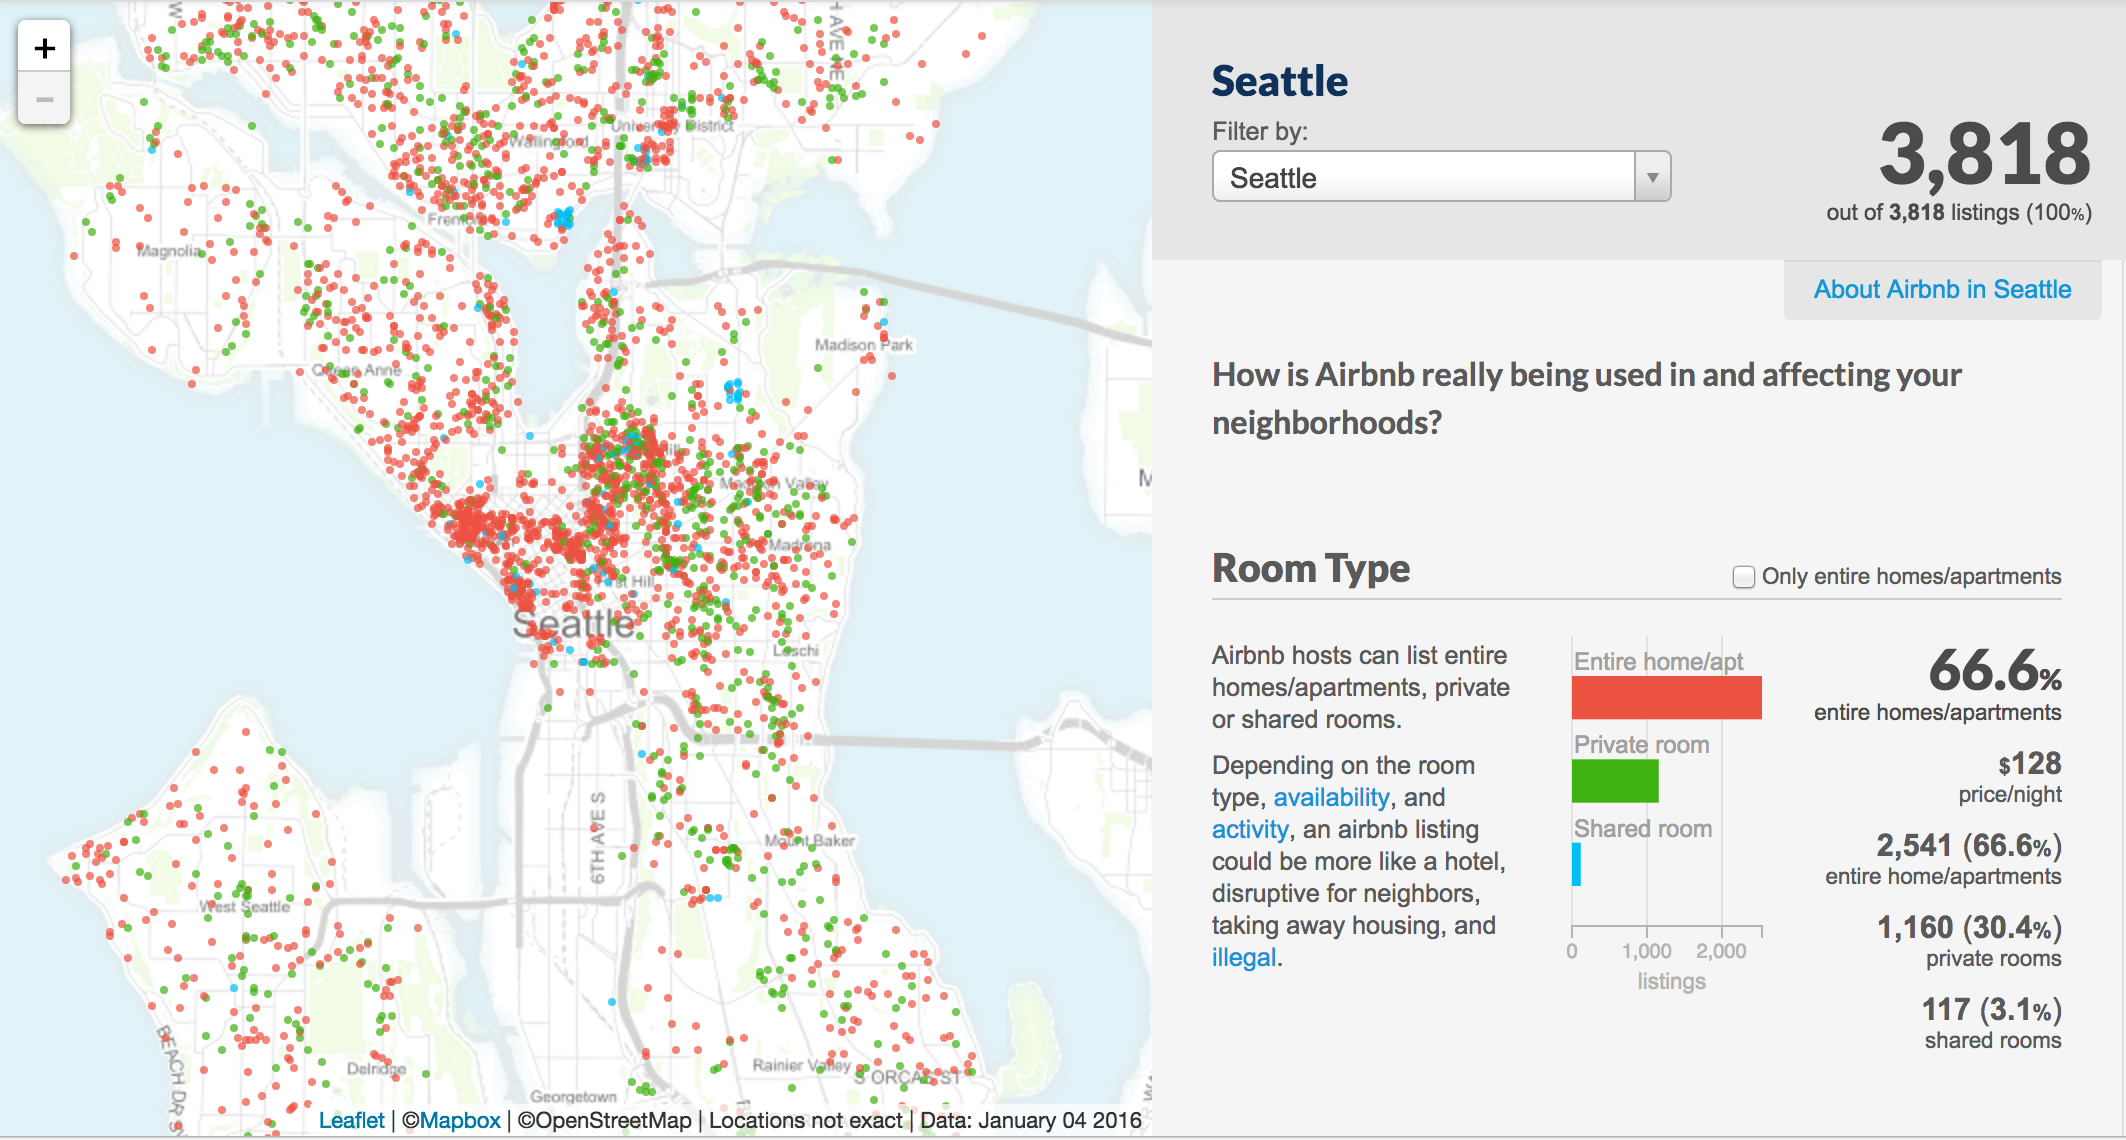 +
−
W
H AVE NE
University District
Wallingford
Magnolia
Madison Park
Queen Anne
M
Madison Valley
Madrona
Seattle
Leschi
6TH AVE S
Mount Baker
West Seattle
BEACH DR S
Delridge
Rainier Valley
S ORCAS ST
Georgetown
Leaflet | ©Mapbox | ©OpenStreetMap | Locations not exact | Data: January 04 2016
Seattle
Filter by:
Seattle
3,818
out of 3,818 listings (100%)
About Airbnb in Seattle
How is Airbnb really being used in and affecting your
neighborhoods?
Room Type
Only entire homes/apartments
Airbnb hosts can list entire
homes/apartments, private
or shared rooms.
Depending on the room
type, availability, and
activity, an airbnb listing
could be more like a hotel,
disruptive for neighbors,
taking away housing, and
illegal.
Entire home/apt
Private room
Shared room
0 1,000 2,000
listings
66.6%
entire homes/apartments
$128
price/night
2,541 (66.6%)
entire home/apartments
1,160 (30.4%)
private rooms
117 (3.1%)
shared rooms